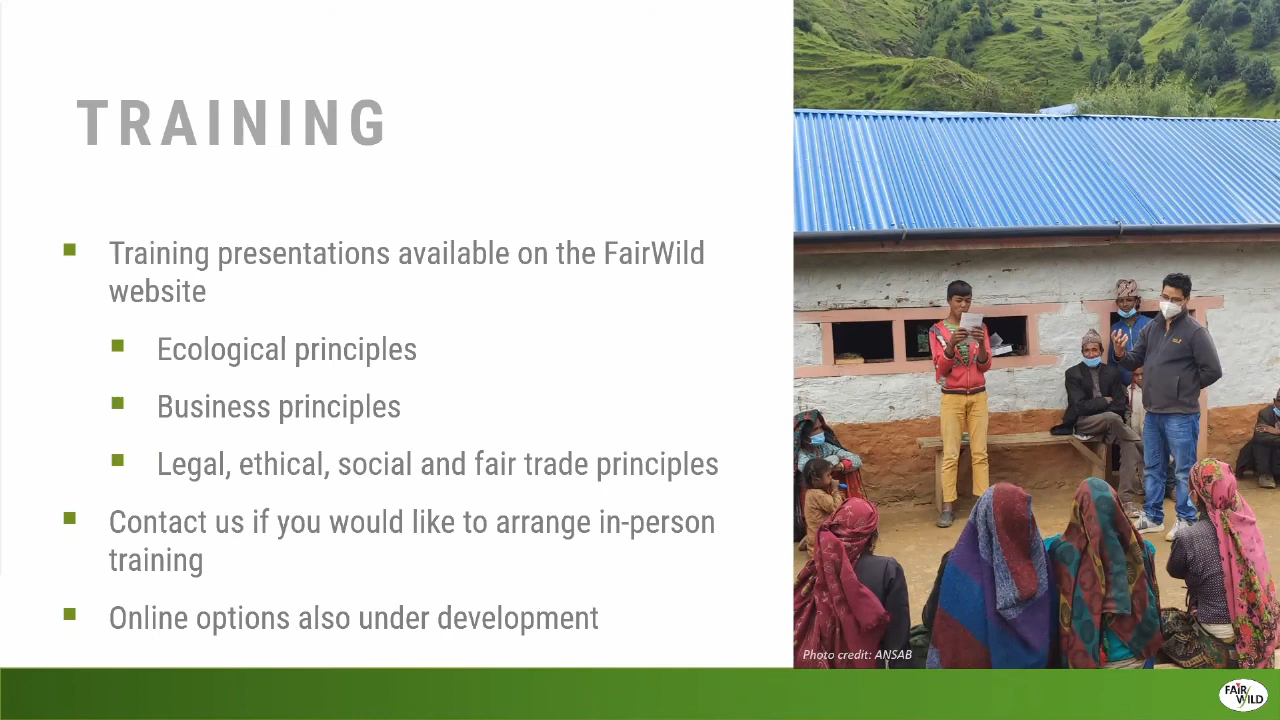 TRAINING
Training presentations available on the FairWild
website
Ecological principles
Business principles
Legal, ethical, social and fair trade principles
Contact us if you would like to arrange in-person
training
Online options also under development
Photo credit: ANSAB
FAIR
WILD